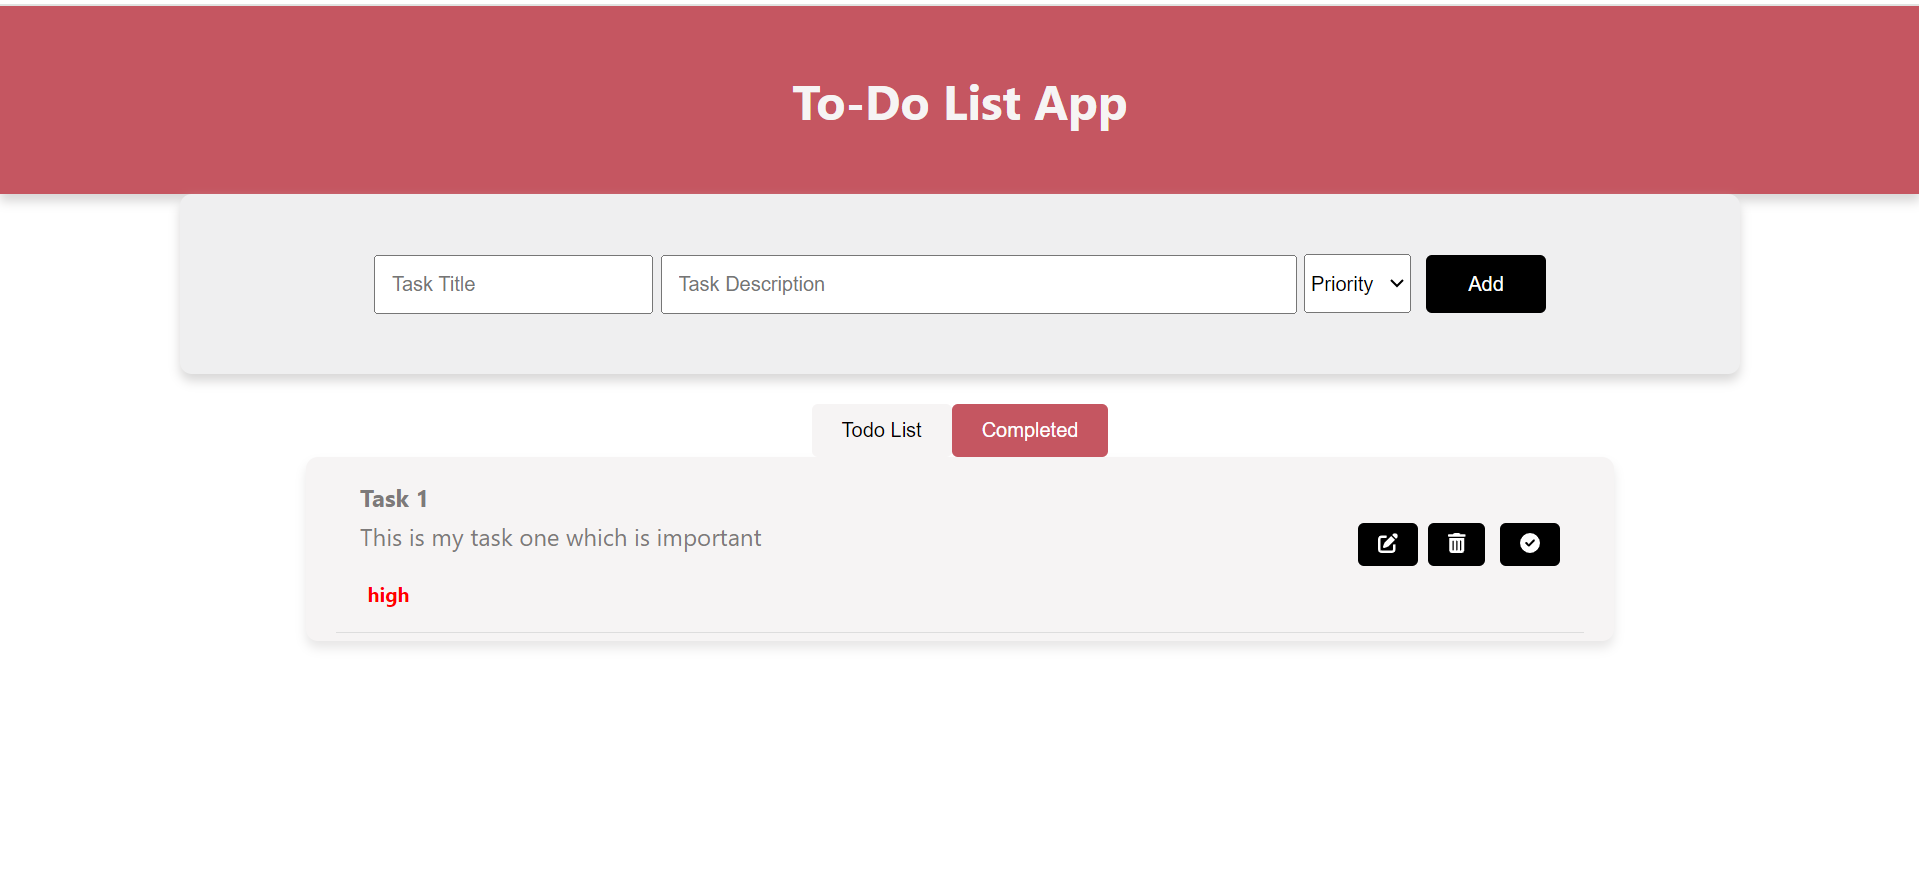 To-Do List App
Task Title Task Description Priority Add
Todo List Completed
Task 1
This is my task one which is important
high